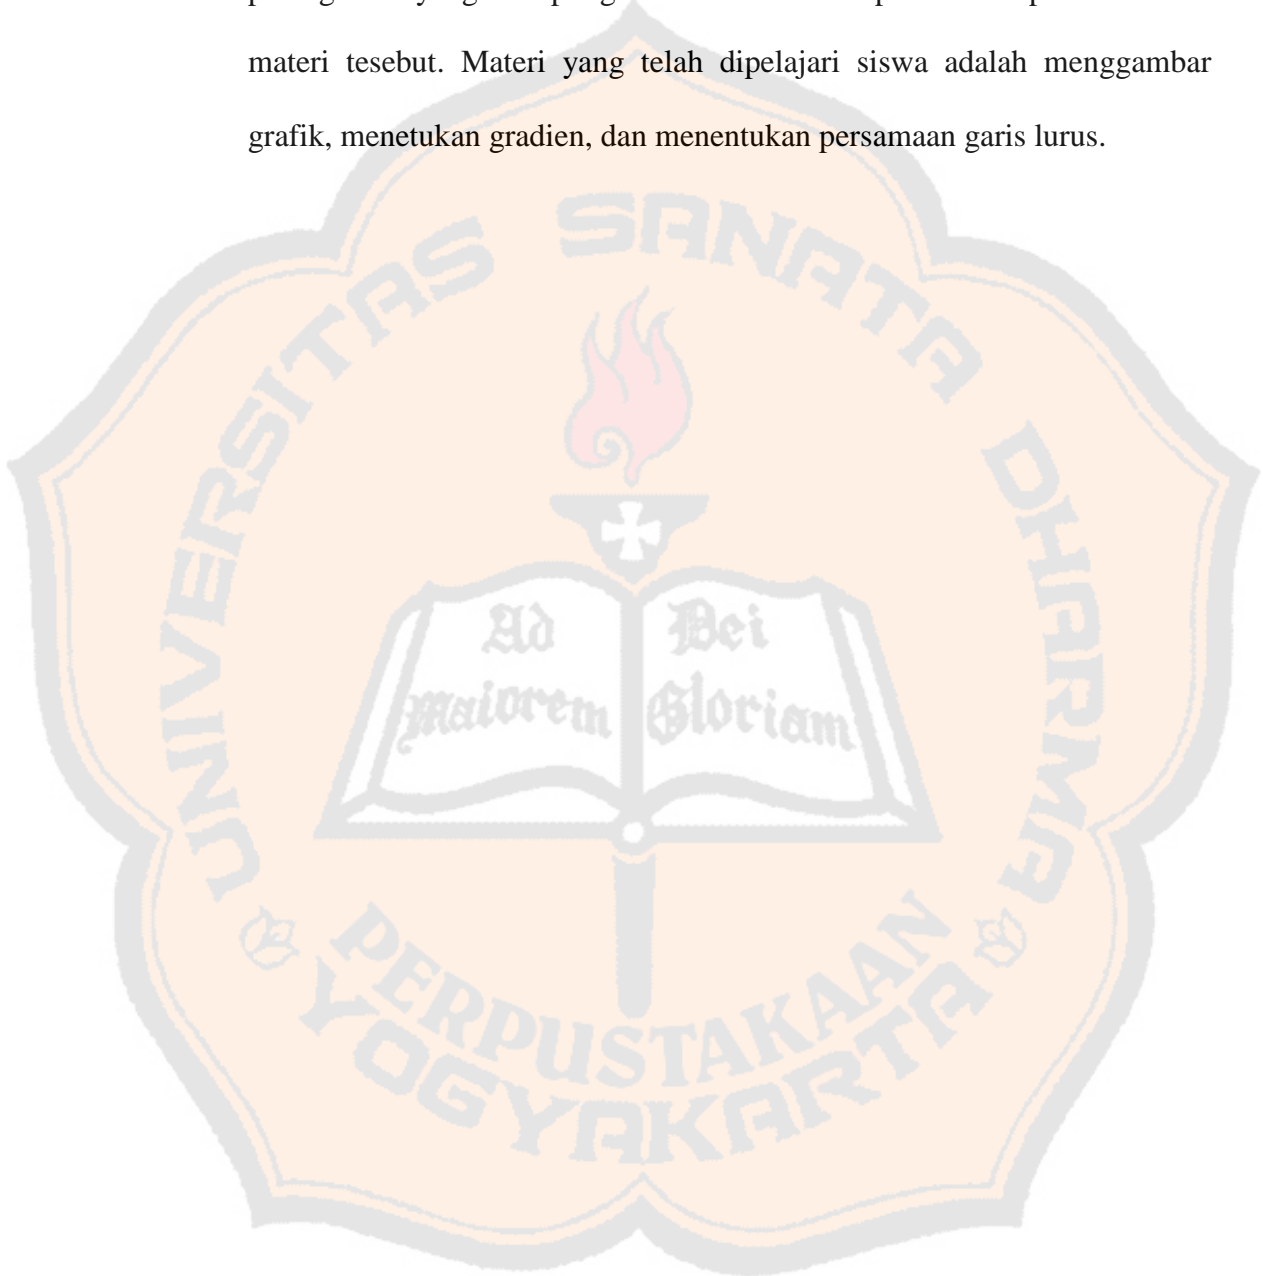 materi tesebut. Materi yang telah dipelajari siswa adalah menggambar
grafik, menetukan gradien, dan menentukan persamaan garis lurus.
UNIVERSITAS SANATA DHARMA
Ad Dei
Maiorem Gloriam
PERPUSTAKAAN
YOGYAKARTA